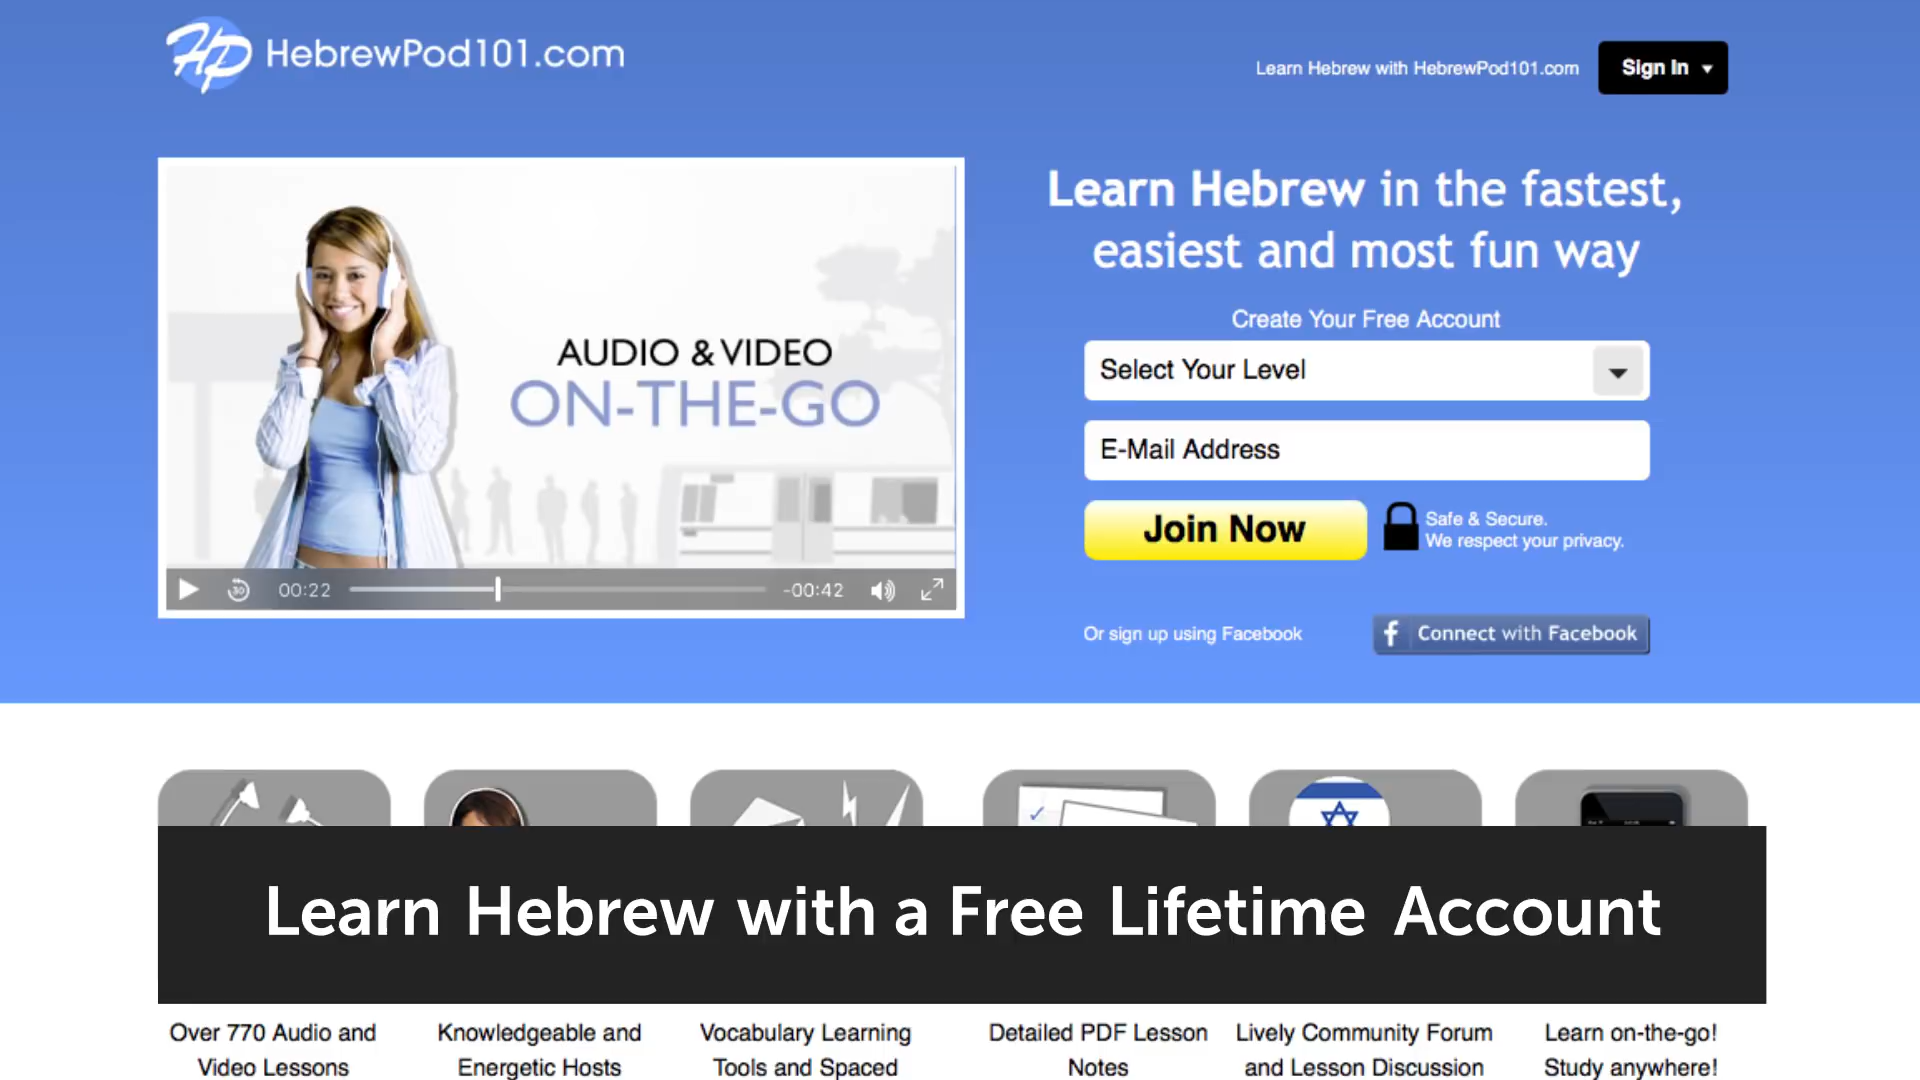 HP HebrewPod101.com
Learn Hebrew with HebrewPod101.com
Sign In
Learn Hebrew in the fastest,
easiest and most fun way
Create Your Free Account
Select Your Level
E-Mail Address
Join Now
Safe & Secure.
We respect your privacy.
Or sign up using Facebook
f Connect with Facebook
AUDIO & VIDEO
ON-THE-GO
30
00:22
-00:42
Learn Hebrew with a Free Lifetime Account
Over 770 Audio and
Video Lessons
Knowledgeable and
Energetic Hosts
Vocabulary Learning
Tools and Spaced
Detailed PDF Lesson
Notes
Lively Community Forum
and Lesson Discussion
Learn on-the-go!
Study anywhere!